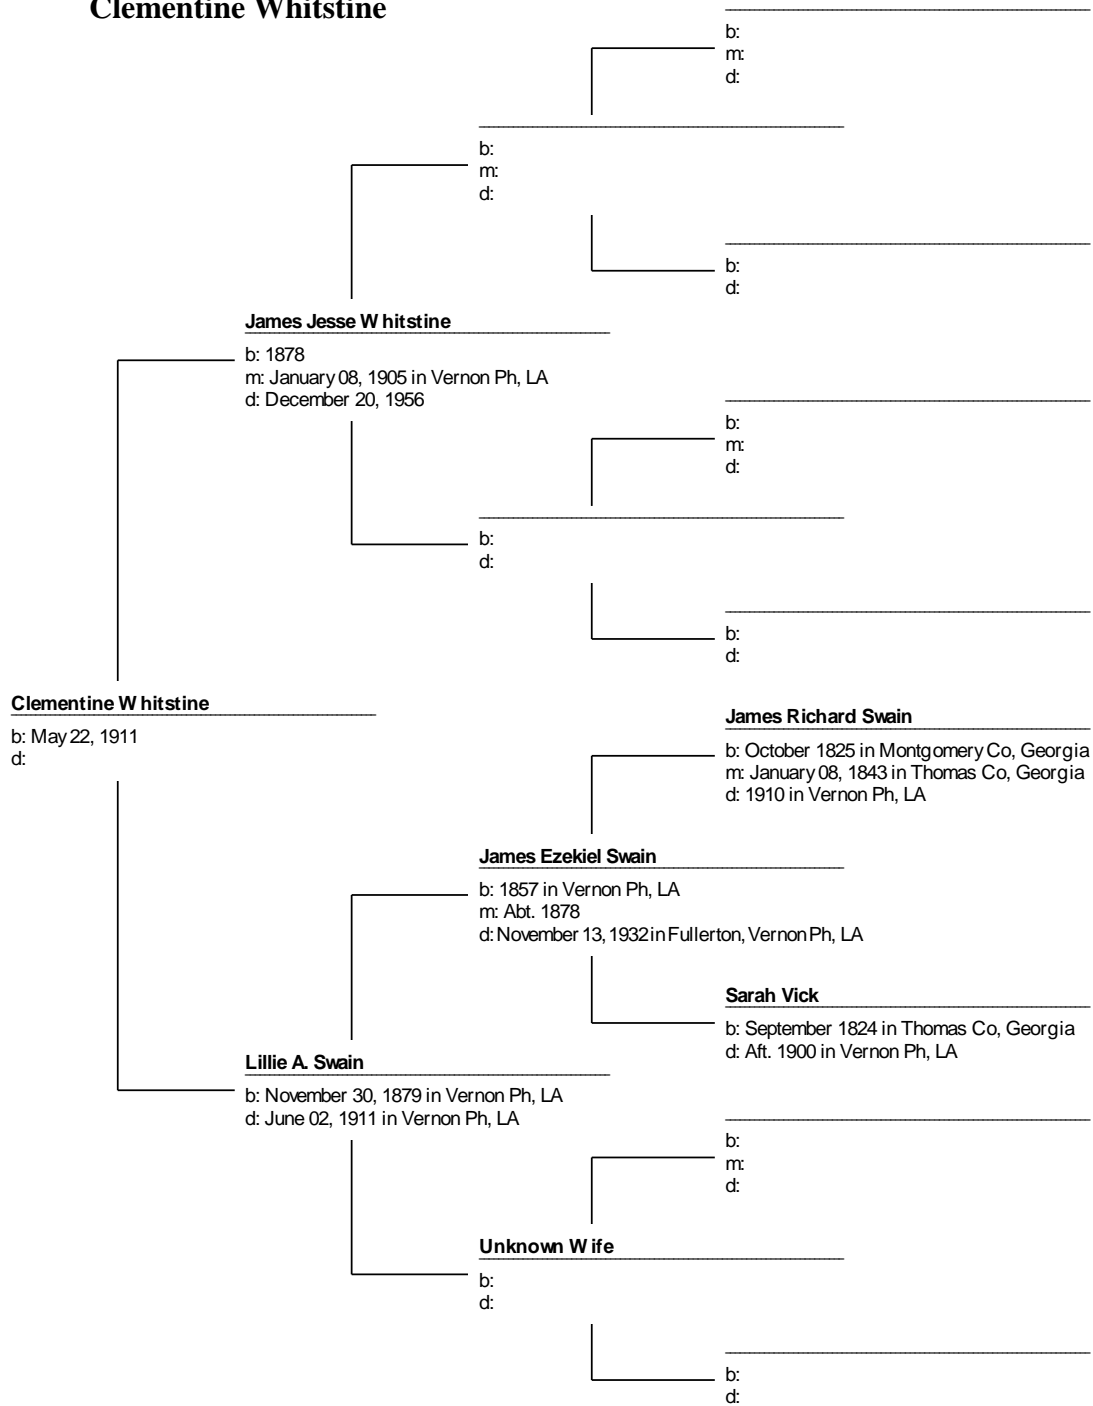 Clementine Whitstine
b:
m:
d:
b:
m:
d:
b:
d:
James Jesse Whitstine
b: 1878
m: January 08, 1905 in Vernon Ph, LA
d: December 20, 1956
b:
m:
d:
b:
d:
b:
d:
Clementine Whitstine
b: May 22, 1911
d:
James Richard Swain
b: October 1825 in Montgomery Co, Georgia
m: January 08, 1843 in Thomas Co, Georgia
d: 1910 in Vernon Ph, LA
James Ezekiel Swain
b: 1857 in Vernon Ph, LA
m: Abt. 1878
d: November 13, 1932 in Fullerton, Vernon Ph, LA
Sarah Vick
b: September 1824 in Thomas Co, Georgia
d: Aft. 1900 in Vernon Ph, LA
Lillie A. Swain
b: November 30, 1879 in Vernon Ph, LA
d: June 02, 1911 in Vernon Ph, LA
b:
m:
d:
Unknown Wife
b:
d:
b:
d: